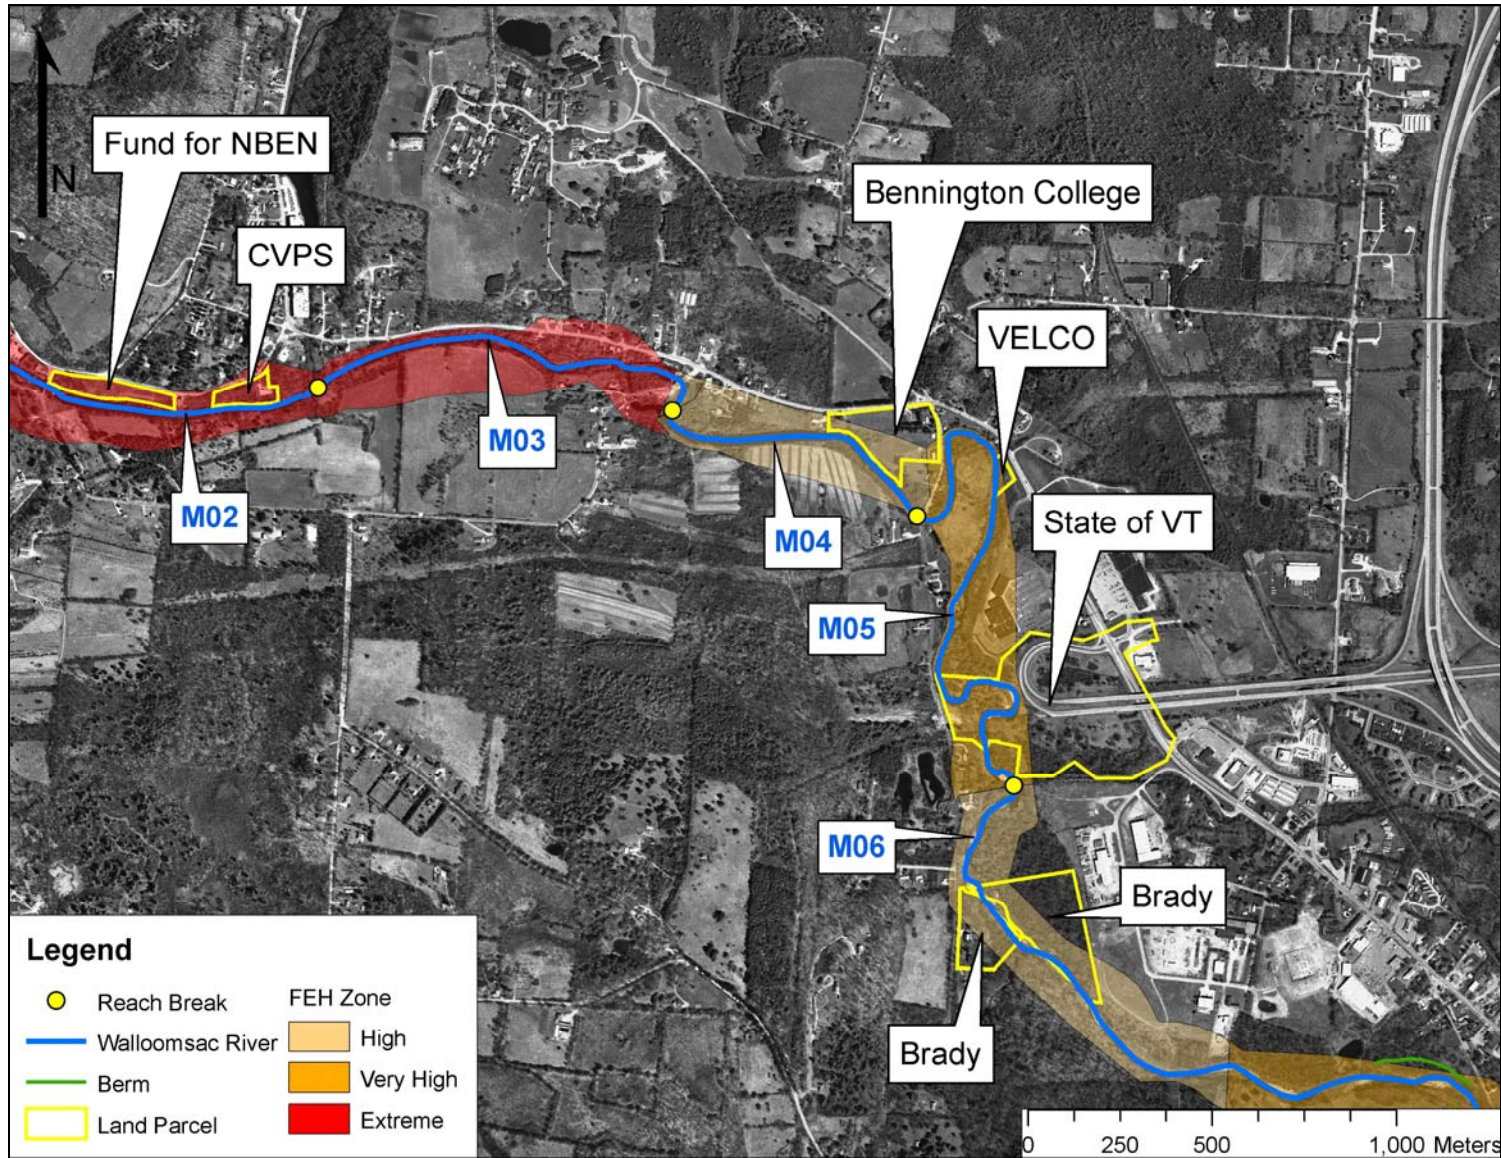 N
Fund for NBEN
CVPS
Bennington College
VELCO
State of VT
M02
M03
M04
M05
M06
Brady
Brady
Legend
Reach Break
Walloomsac River
Berm
Land Parcel
FEH Zone
High
Very High
Extreme
0 250 500 1,000 Meters